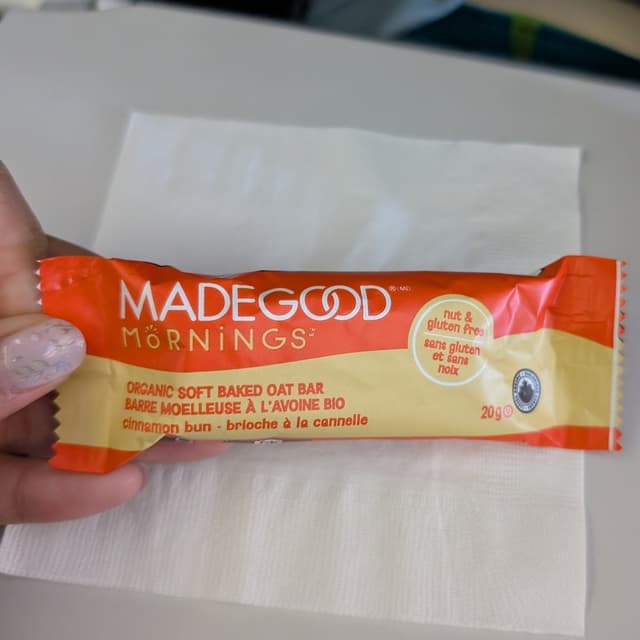 MADEGOOD
MORNiNGS
nut &
gluten free
sans gluten
et sans
noix
ORGANIC SOFT BAKED OAT BAR
BARRE MOELLEUSE À L'AVOINE BIO
cinnamon bun - brioche à la cannelle
20g